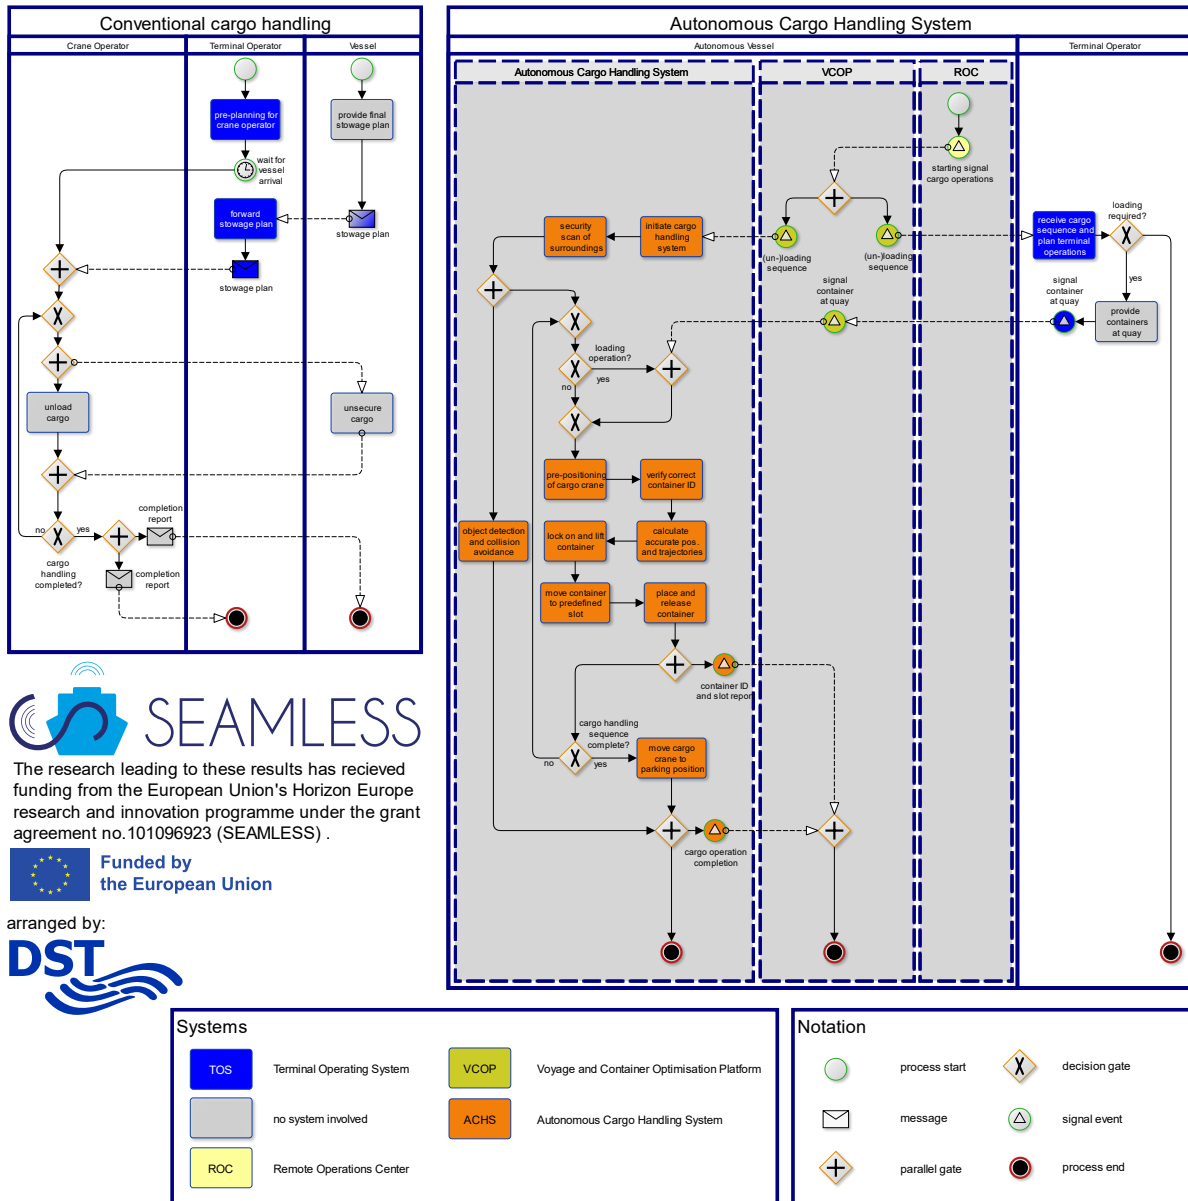 Conventional cargo handling
Crane Operator
Terminal Operator
Vessel
pre-planning for
crane operator
provide final
stowage plan
wait for
vessel
arrival
forward
stowage plan
stowage plan
stowage plan
unload
cargo
unsecure
cargo
no
yes
cargo
handling
completed?
completion
report
completion
report
Autonomous Cargo Handling System
Autonomous Vessel
Terminal Operator
Autonomous Cargo Handling System
VCOP
ROC
starting signal
cargo operations
security
scan of
surroundings
initiate cargo
handling
system
(un-)loading
sequence
(un-)loading
sequence
receive cargo
sequence and
plan terminal
operations
loading
required?
yes
signal
container
at quay
signal
container
at quay
provide
containers
at quay
loading
operation?
yes
no
pre-positioning
of cargo crane
verify correct
container ID
object detection
and collision
avoidance
lock on and lift
container
calculate
accurate pos.
and trajectories
move container
to predefined
slot
place and
release
container
container ID
and slot report
cargo handling
sequence
complete?
no
yes
move cargo
crane to
parking position
cargo operation
completion
SEAMLESS
The research leading to these results has recieved
funding from the European Union's Horizon Europe
research and innovation programme under the grant
agreement no.101096923 (SEAMLESS) .
Funded by
the European Union
arranged by:
DST
Systems
TOS
Terminal Operating System
no system involved
ROC
Remote Operations Center
VCOP
Voyage and Container Optimisation Platform
ACHS
Autonomous Cargo Handling System
Notation
process start
decision gate
message
signal event
parallel gate
process end